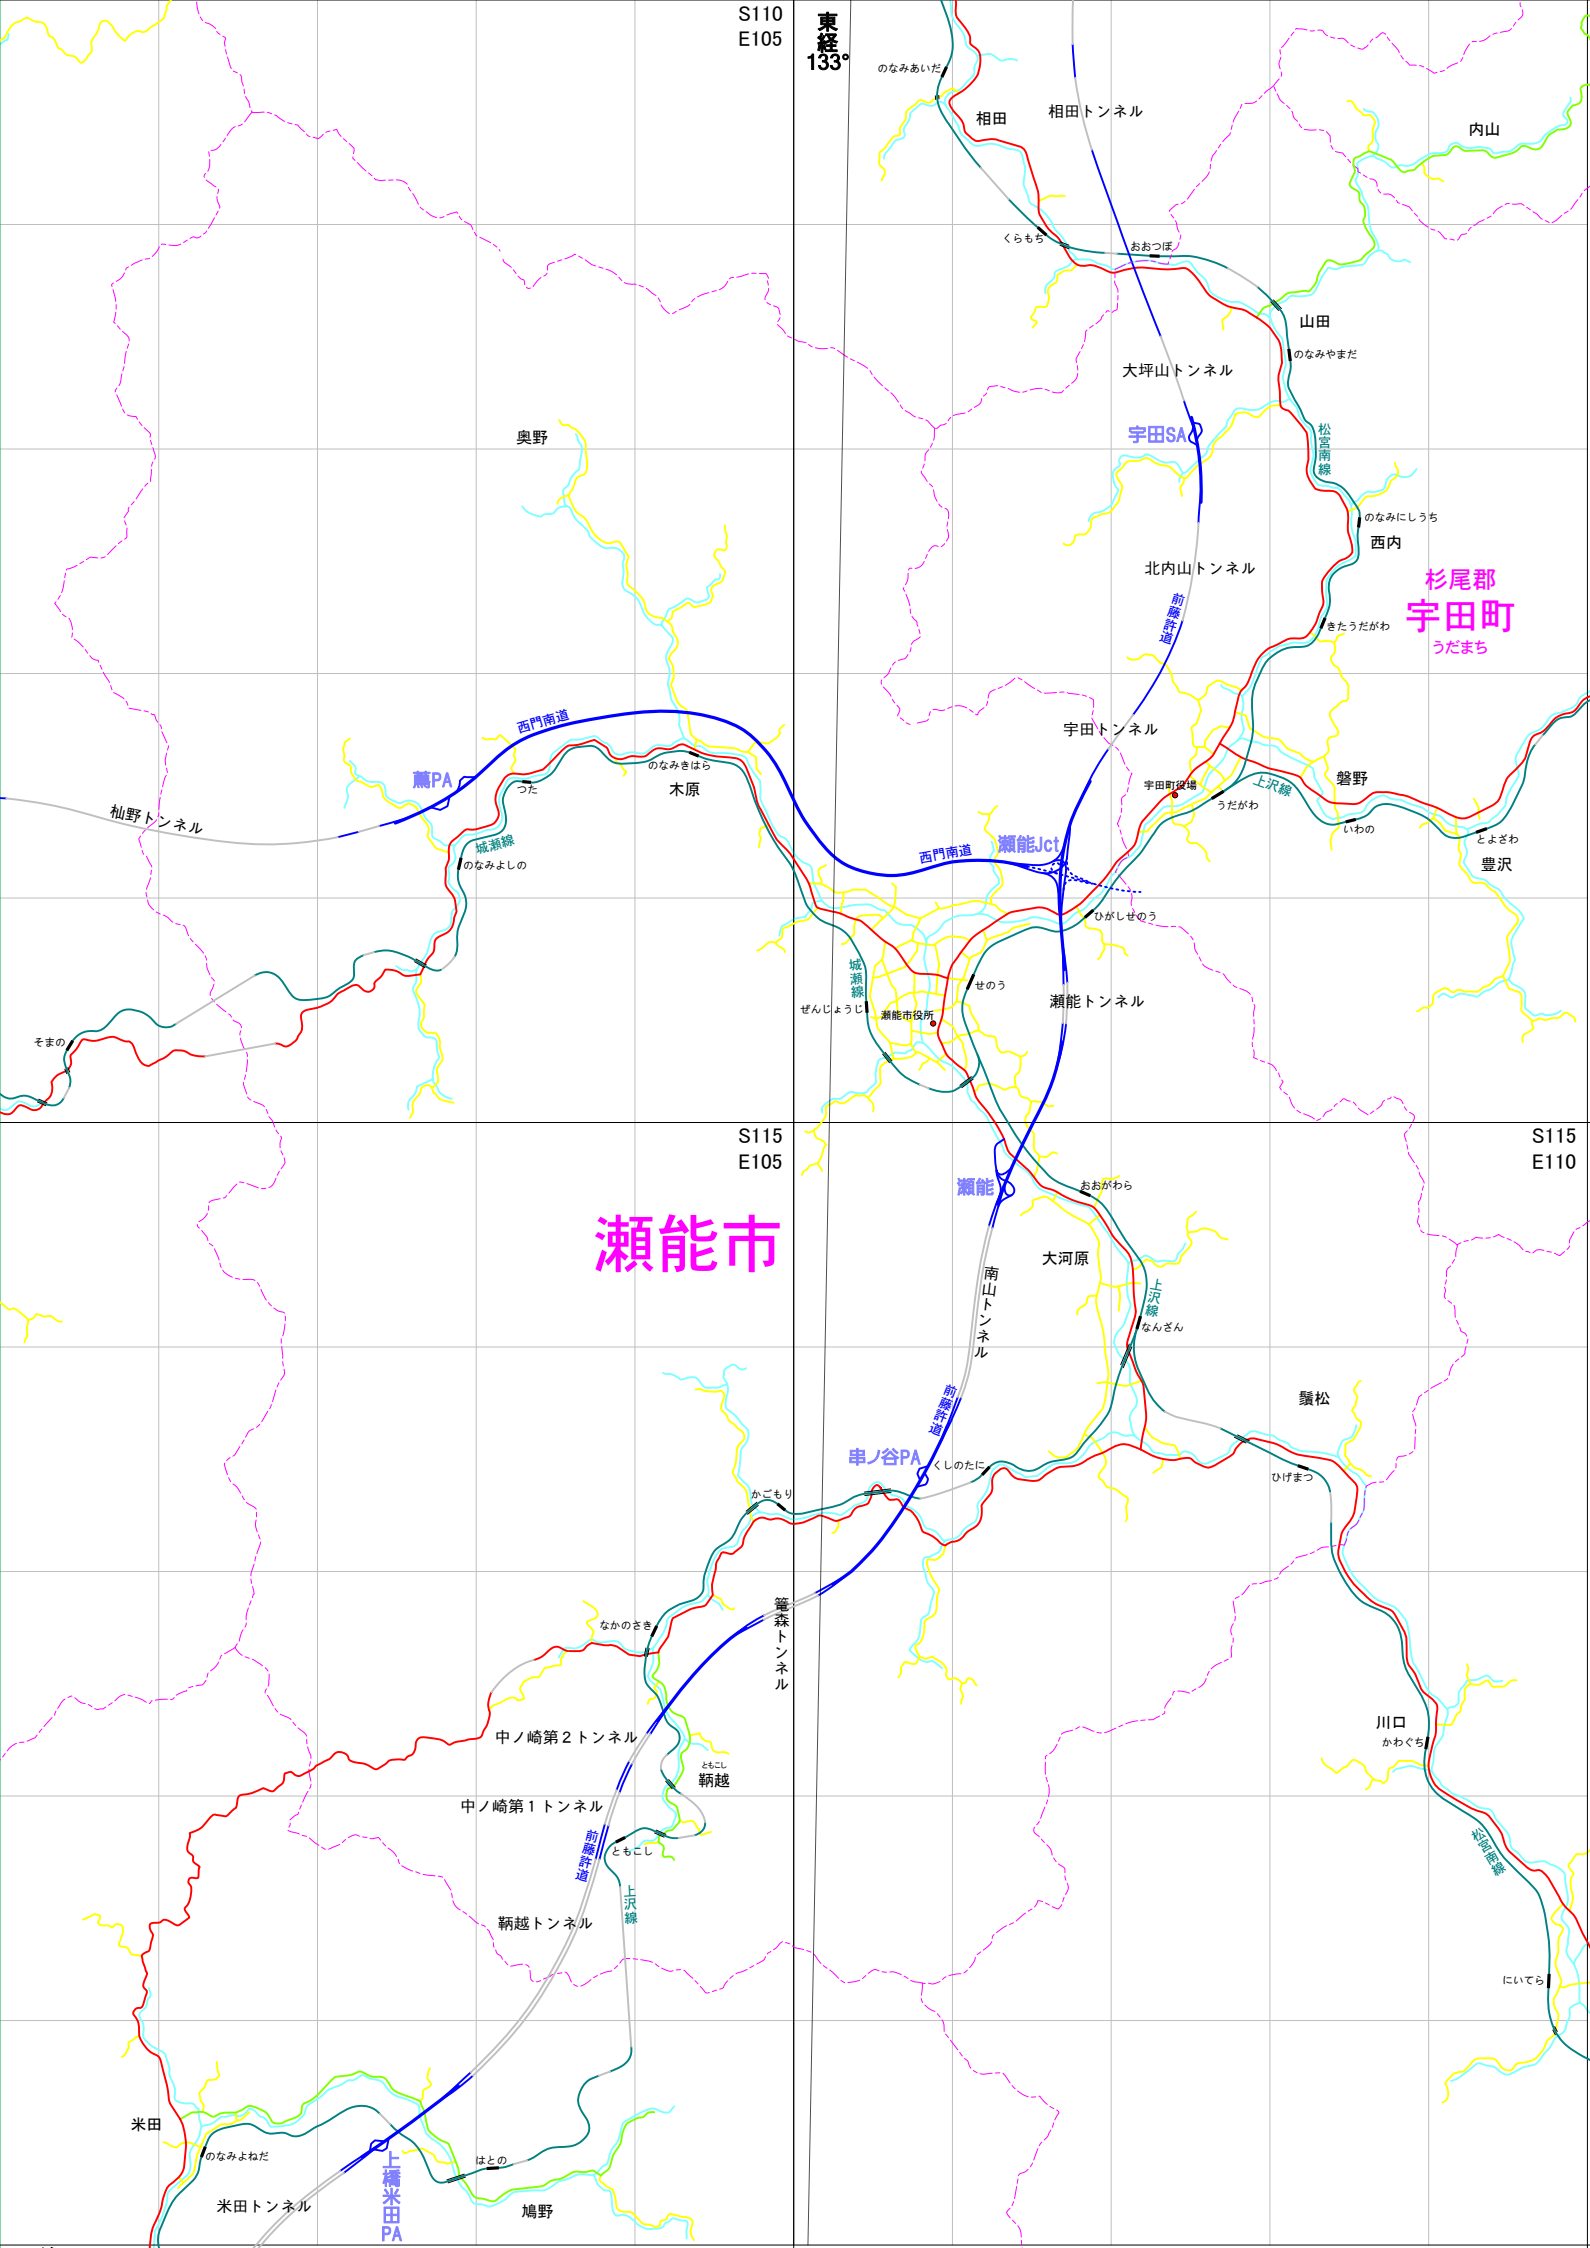 S110
E105
東経
133°
のなみあいだ
相田
相田トンネル
内山
くらもち
おおつぼ
山田
のなみやまだ
大坪山トンネル
宇田SA
松宮南線
奥野
のなみにしうち
西内
北内山トンネル
前藤許道
杉尾郡
宇田町
うだまち
きたうだがわ
西門南道
宇田トンネル
のなみきはら
木原
蔦PA
つた
宇田町役場
うだがわ
上沢線
磐野
いわの
とよざわ
豊沢
杣野トンネル
城瀬線
のなみよしの
西門南道
瀬能Jct
ひがしせのう
城瀬線
せのう
ぜんじょうじ
瀬能市役所
瀬能トンネル
そまの
S115
E105
S115
E110
瀬能
おおがわら
瀬能市
大河原
南山トンネル
上沢線
なんざん
前藤許道
鬚松
串ノ谷PA
くしのたに
ひげまつ
かごもり
篭森トンネル
なかのさき
中ノ崎第2トンネル
川口
かわぐち
ともこし
鞆越
中ノ崎第1トンネル
前藤許道
ともこし
松宮南線
上沢線
鞆越トンネル
にいてら
米田
のなみよねだ
はとの
上橋米田PA
米田トンネル
鳩野